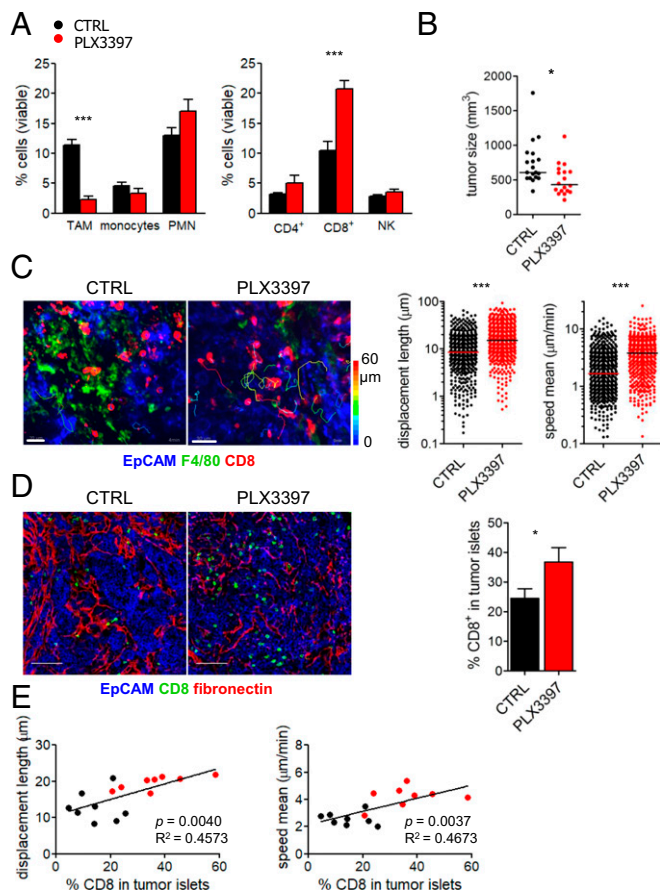 A
CTRL
PLX3397
% cells (viable)
25
20
15
10
5
0
***
TAM
monocytes
PMN
% cells (viable)
25
20
15
10
5
0
***
CD4+
CD8+
NK
B
*
tumor size (mm3)
2000
1500
1000
500
0
CTRL
PLX3397
C
CTRL
PLX3397
60
μm
0
EpCAM F4/80 CD8
***
displacement length (μm)
100
10
1
0.1
CTRL
PLX3397
***
speed mean (μm/min)
10
1
0.1
CTRL
PLX3397
D
CTRL
PLX3397
EpCAM CD8 fibronectin
*
% CD8+ in tumor islets
50
40
30
20
10
0
CTRL
PLX3397
E
displacement length (μm)
30
20
10
0
0
20
40
60
p = 0.0040
R2 = 0.4573
% CD8 in tumor islets
speed mean (μm/min)
8
6
4
2
0
0
20
40
60
p = 0.0037
R2 = 0.4673
% CD8 in tumor islets